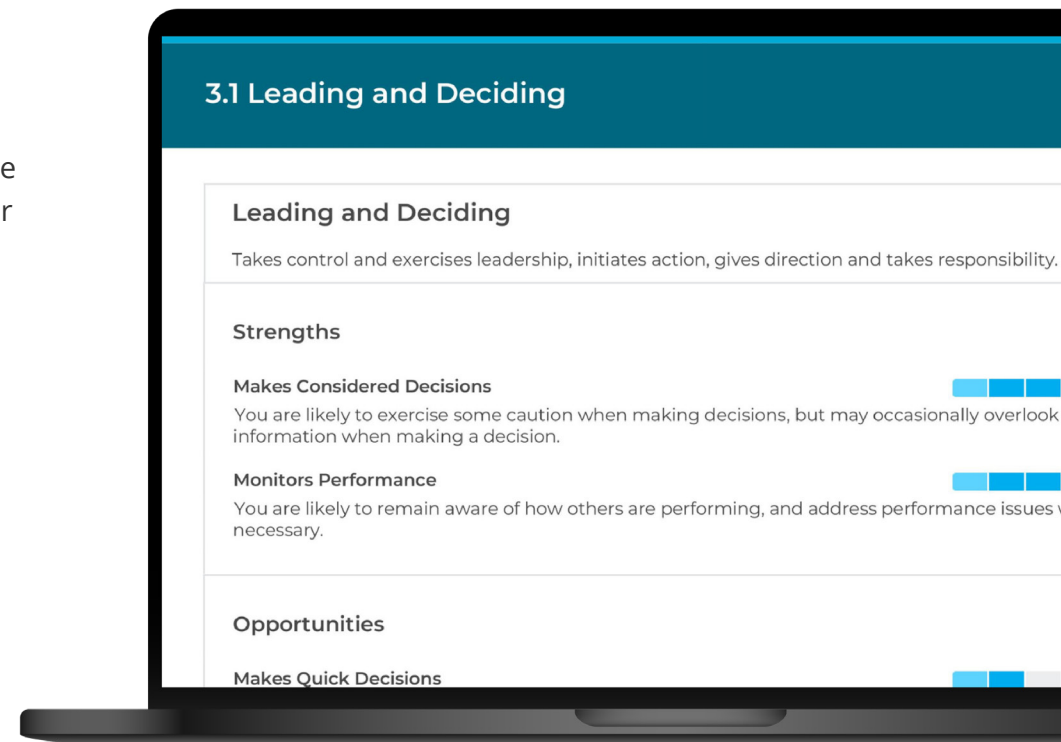 e
r
3.1 Leading and Deciding
Leading and Deciding
Takes control and exercises leadership, initiates action, gives direction and takes responsibility.
Strengths
Makes Considered Decisions
You are likely to exercise some caution when making decisions, but may occasionally overlook
information when making a decision.
Monitors Performance
You are likely to remain aware of how others are performing, and address performance issues
necessary.
Opportunities
Makes Quick Decisions